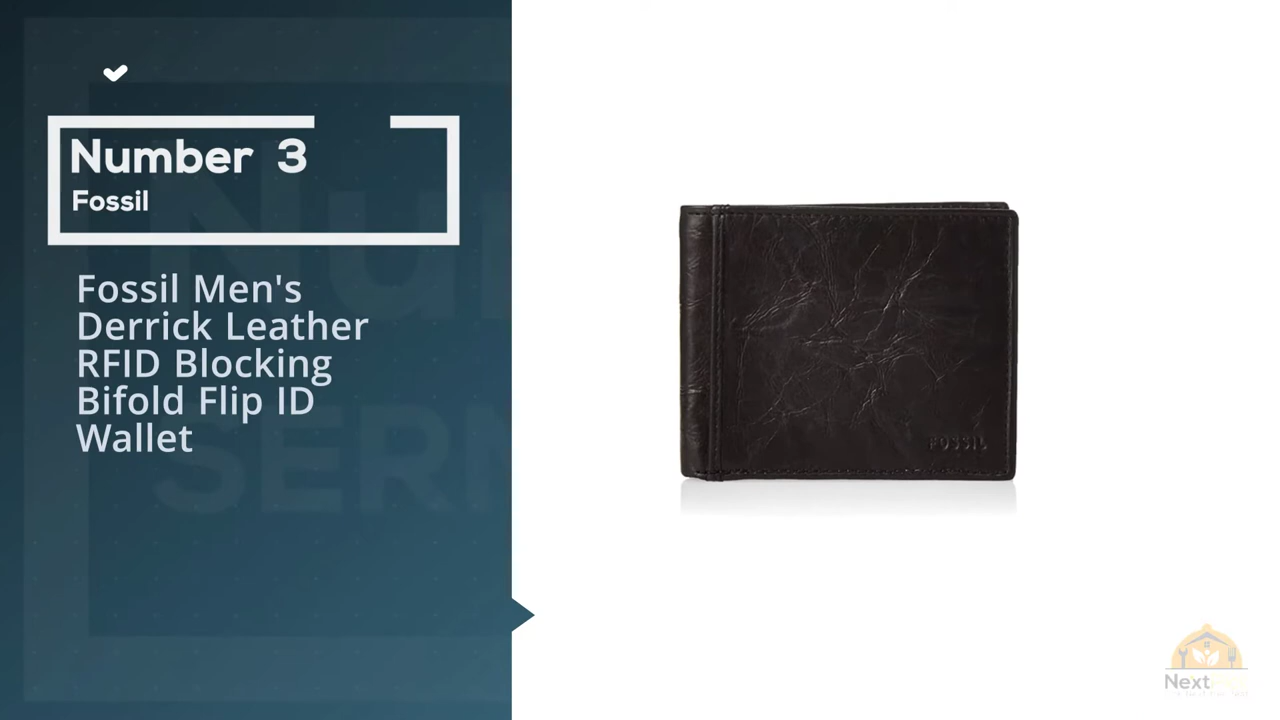 Number 3
Fossil
Fossil Men's
Derrick Leather
RFID Blocking
Bifold Flip ID
Wallet
FOSSIL
Next